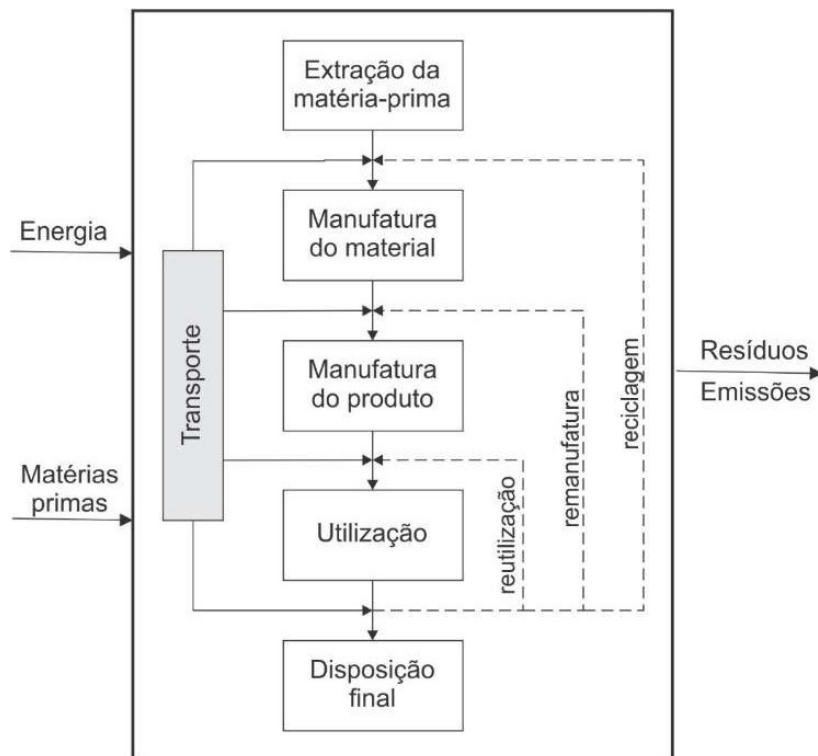 Extração da
matéria-prima
Energia
Manufatura
do material
Transporte
Manufatura
do produto
reciclagem
Resíduos
Emissões
remanufatura
Matérias
primas
Utilização
reutilização
Disposição
final